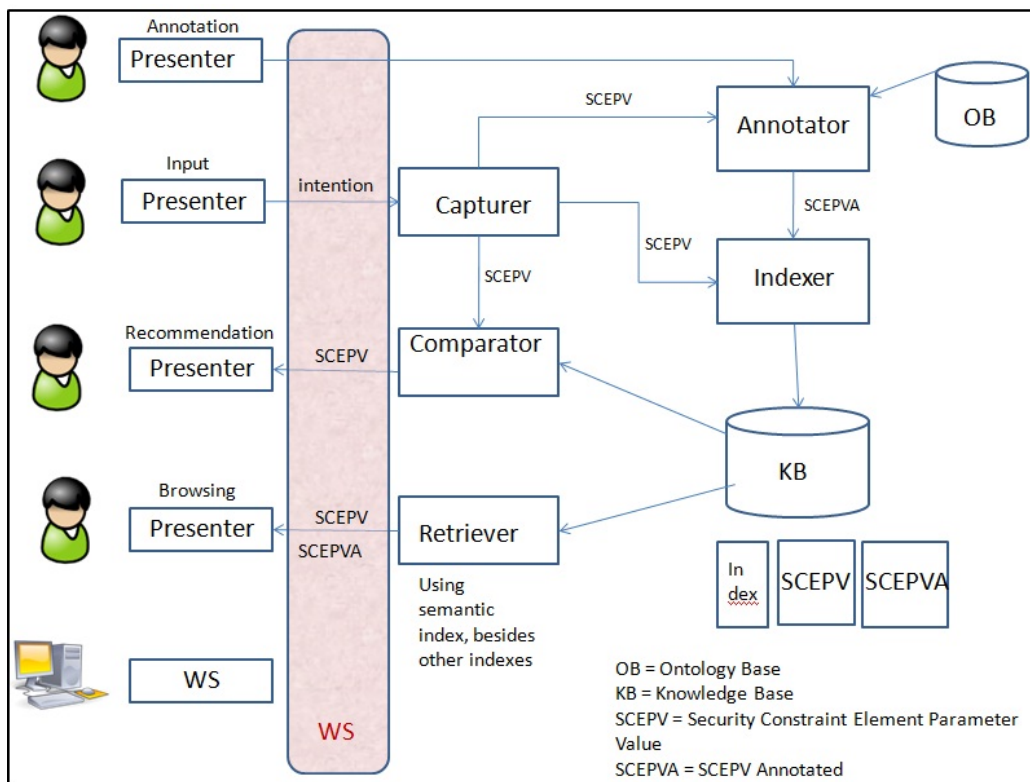 Annotation
Presenter
SCEPV
Annotator
OB
Input
Presenter
intention
Capturer
SCEPV
SCEPVA
SCEPV
Indexer
Recommendation
Presenter
SCEPV
Comparator
KB
Browsing
Presenter
SCEPV
SCEPVA
Retriever
Using
semantic
index, besides
other indexes
In
dex
SCEPV
SCEPVA
WS
WS
OB = Ontology Base
KB = Knowledge Base
SCEPV = Security Constraint Element Parameter
Value
SCEPVA = SCEPV Annotated